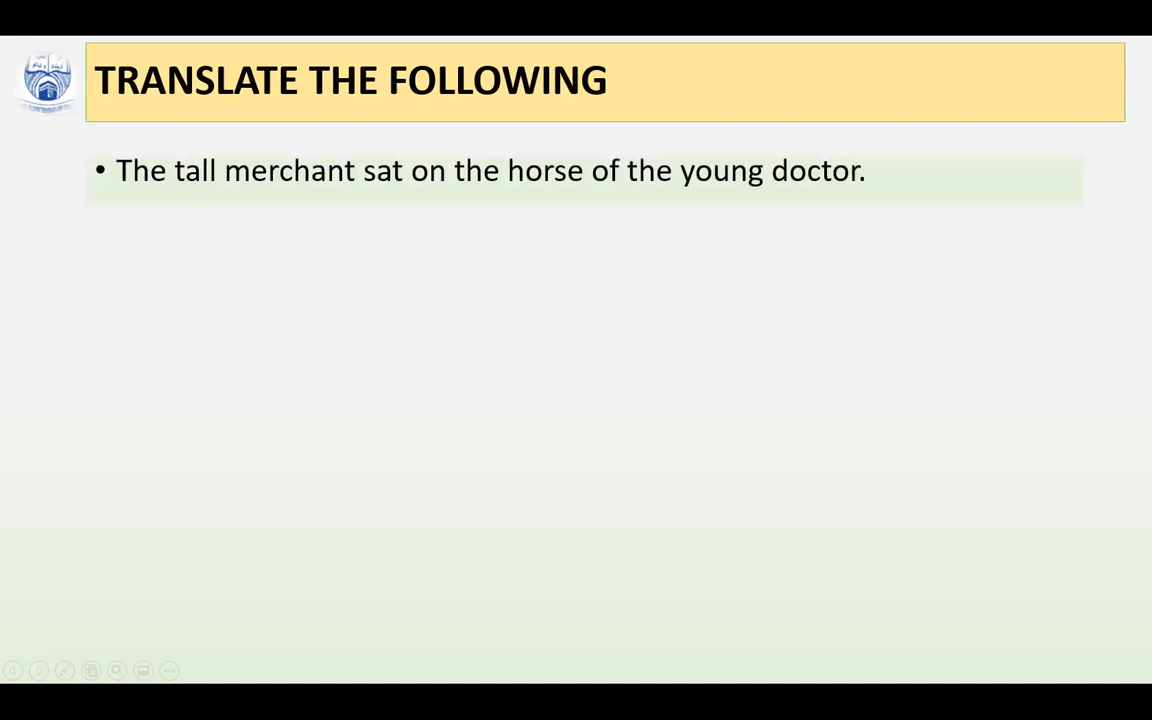 TRANSLATE THE FOLLOWING
• The tall merchant sat on the horse of the young doctor.